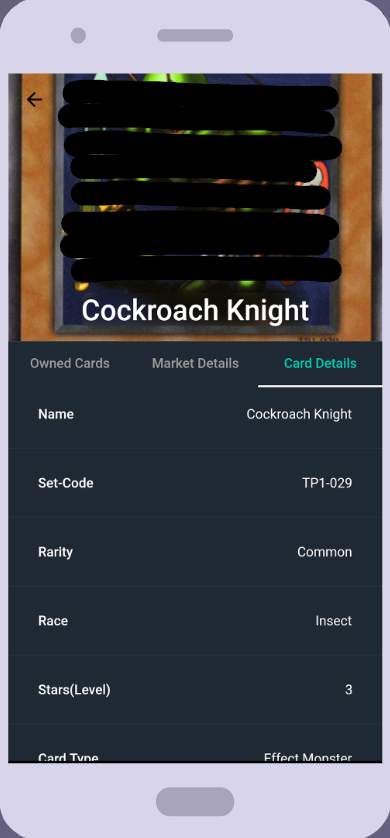 Cockroach Knight
Owned Cards Market Details Card Details
Name Cockroach Knight
Set-Code TP1-029
Rarity Common
Race Insect
Stars(Level) 3
Card Type Effect Monster